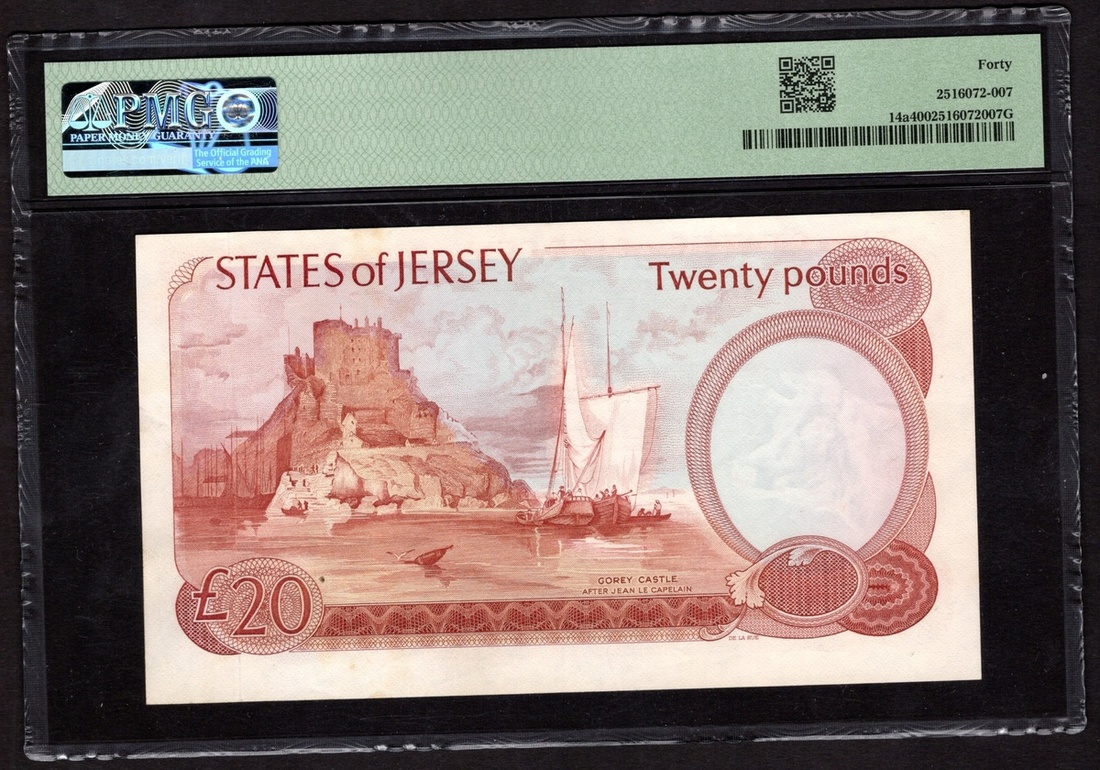 PMG
PAPER MONEY GUARANTY
The Official Grading
Service of the ANA
Forty
2516072-007
14a4002516072007G
STATES of JERSEY
Twenty pounds
GOREY CASTLE
AFTER JEAN LE CAPELAIN
£20
DE LA RUE